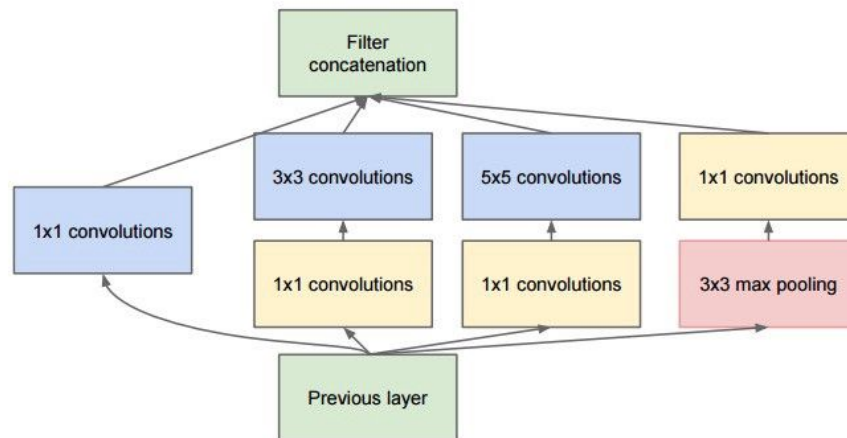 Filter
concatenation
3x3 convolutions
5x5 convolutions
1x1 convolutions
1x1 convolutions
1x1 convolutions
1x1 convolutions
3x3 max pooling
Previous layer